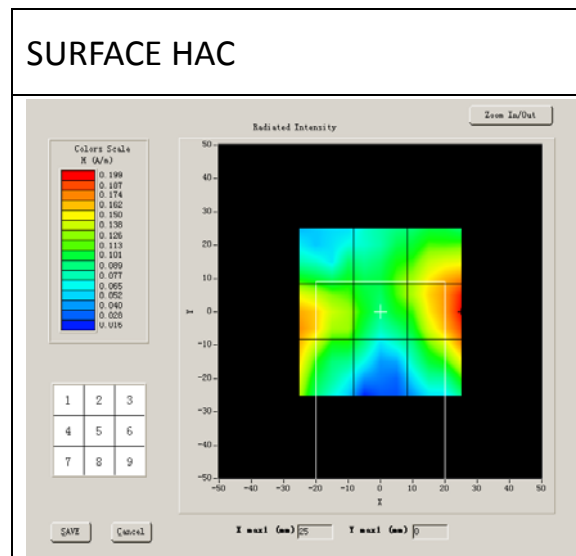 SURFACE HAC
Zoom In/Out
Radiated Intensity
Colors Scale
H (A/m)
0.199
0.187
0.174
0.162
0.150
0.138
0.126
0.113
0.101
0.089
0.077
0.065
0.052
0.040
0.028
0.016
50
40
30
20
10
0
-10
-20
-30
-40
-50
Y
-50 -40 -30 -20 -10 0 10 20 30 40 50
X
1 2 3
4 5 6
7 8 9
SAVE Cancel
X max1 (mm) 25 Y max1 (mm) 0